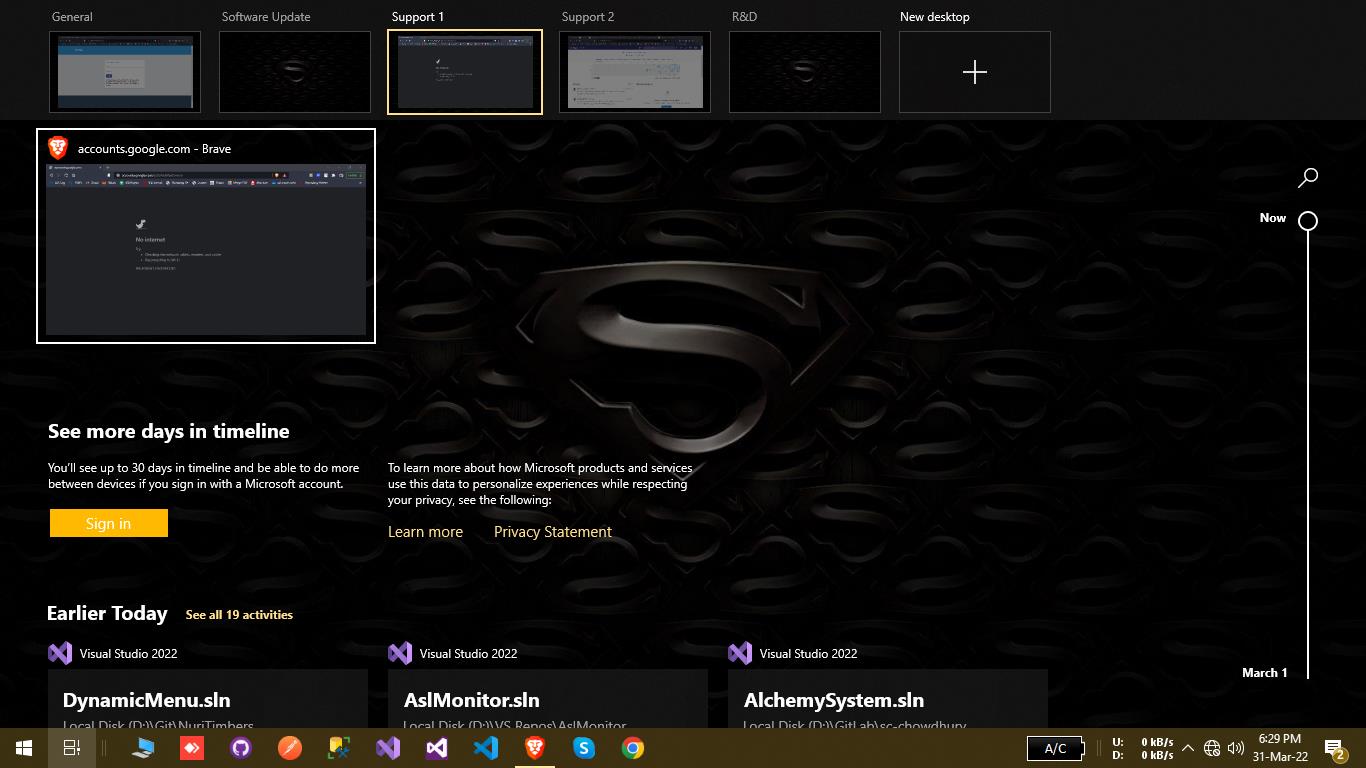 General
Software Update
Support 1
Support 2
R&D
New desktop
accounts.google.com - Brave
No internet
Now
See more days in timeline
You'll see up to 30 days in timeline and be able to do more
between devices if you sign in with a Microsoft account.
Sign in
To learn more about how Microsoft products and services
use this data to personalize experiences while respecting
your privacy, see the following:
Learn more
Privacy Statement
Earlier Today
See all 19 activities
Visual Studio 2022
DynamicMenu.sln
Local Disk (D:)\Git\NuriTimbers
Visual Studio 2022
AslMonitor.sln
Local Disk (D:)\VS Repos\AslMonitor
Visual Studio 2022
AlchemySystem.sln
Local Disk (D:)\GitLab\sc-chowdhury
March 1
A/C
U: 0 kB/s
D: 0 kB/s
6:29 PM
31-Mar-22
2